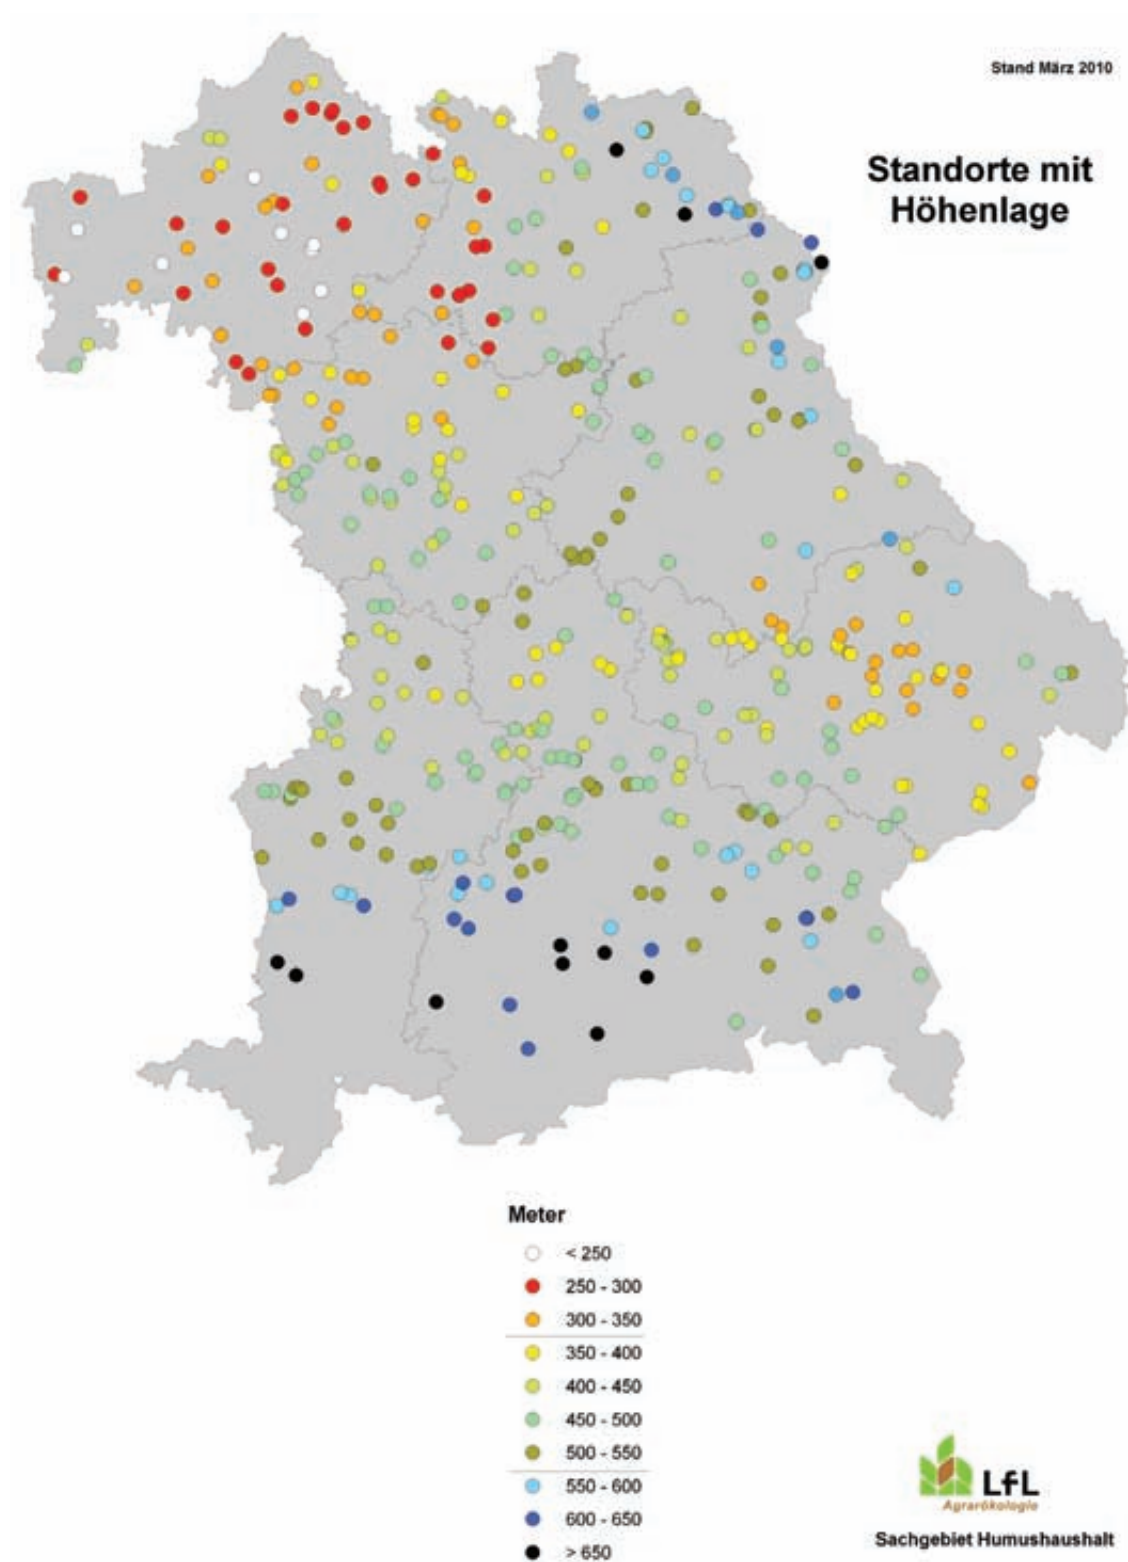 Stand März 2010
Standorte mit
Höhenlage
Meter
< 250
250 - 300
300 - 350
350 - 400
400 - 450
450 - 500
500 - 550
550 - 600
600 - 650
> 650
LfL
Agrarökologie
Sachgebiet Humushaushalt